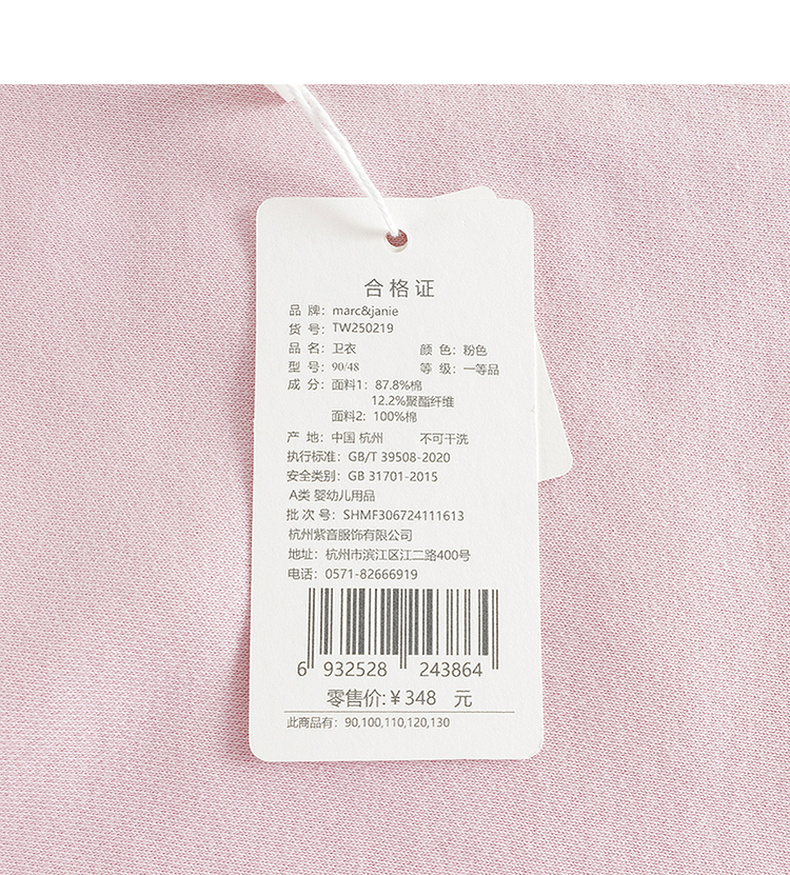 合格证
品 牌：marc&janie
货 号：TW250219
品 名：卫衣 颜 色：粉色
型 号：90/48 等 级：一等品
成 分：面料1：87.8%棉
12.2%聚酯纤维
面料2：100%棉
产 地：中国 杭州 不可干洗
执行标准：GB/T 39508-2020
安全类别：GB 31701-2015
A类 婴幼儿用品
批 次 号：SHMF306724111613
杭州紫音服饰有限公司
地址：杭州市滨江区江二路400号
电话：0571-82666919
6 932528 243864
零售价:¥348 元
此商品有：90,100,110,120,130